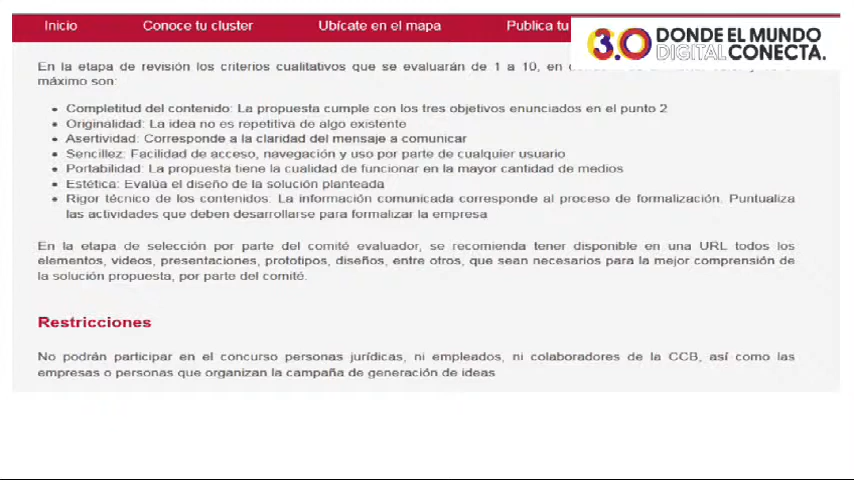 Inicio Conoce tu cluster Ubícate en el mapa Publica tu
3.0 DONDE EL MUNDO
DIGITAL CONECTA.
En la etapa de revisión los criterios cualitativos que se evaluarán de 1 a 10, en
máximo son:
• Completitud del contenido: La propuesta cumple con los tres objetivos enunciados en el punto 2
• Originalidad: La idea no es repetitiva de algo existente
• Asertividad: Corresponde a la claridad del mensaje a comunicar
• Sencillez: Facilidad de acceso, navegación y uso por parte de cualquier usuario
• Portabilidad: La propuesta tiene la cualidad de funcionar en la mayor cantidad de medios
• Estética: Evalúa el diseño de la solución planteada
• Rigor técnico de los contenidos: La información comunicada corresponde al proceso de formalización. Puntualiza
las actividades que deben desarrollarse para formalizar la empresa
En la etapa de selección por parte del comité evaluador, se recomienda tener disponible en una URL todos los
elementos, videos, presentaciones, prototipos, diseños, entre otros, que sean necesarios para la mejor comprensión de
la solución propuesta, por parte del comité.
Restricciones
No podrán participar en el concurso personas jurídicas, ni empleados, ni colaboradores de la CCB, así como las
empresas o personas que organizan la campaña de generación de ideas